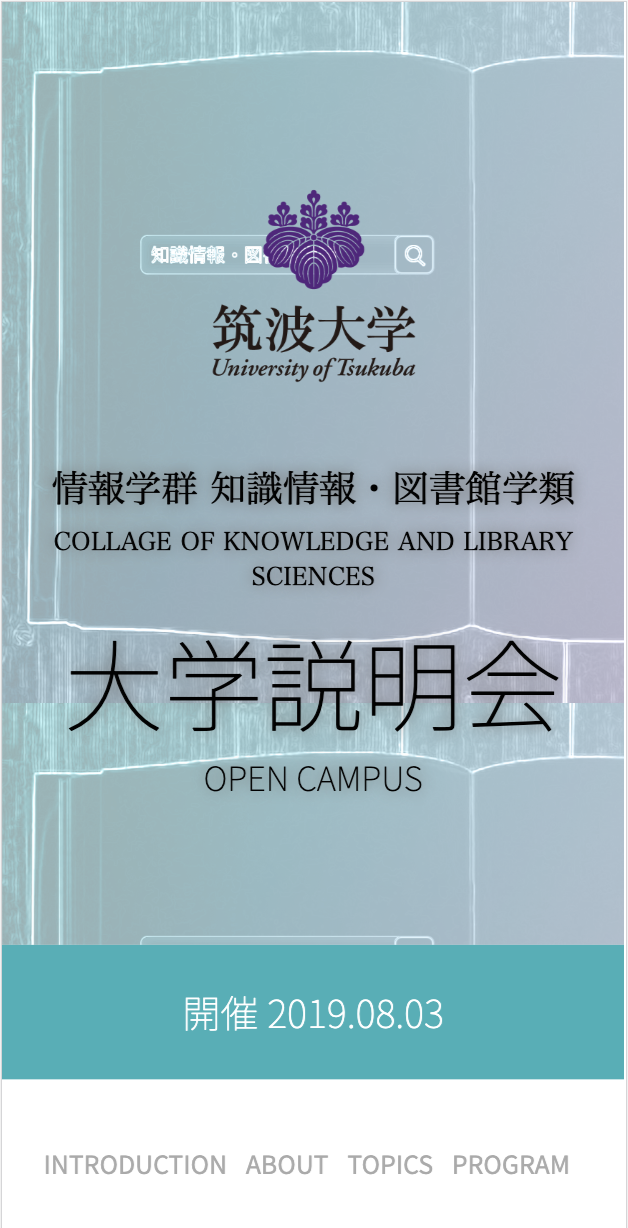 知識情報・図
筑波大学
University of Tsukuba
情報学群 知識情報・図書館学類
COLLAGE OF KNOWLEDGE AND LIBRARY
SCIENCES
大学説明会
OPEN CAMPUS
開催 2019.08.03
INTRODUCTION ABOUT TOPICS PROGRAM